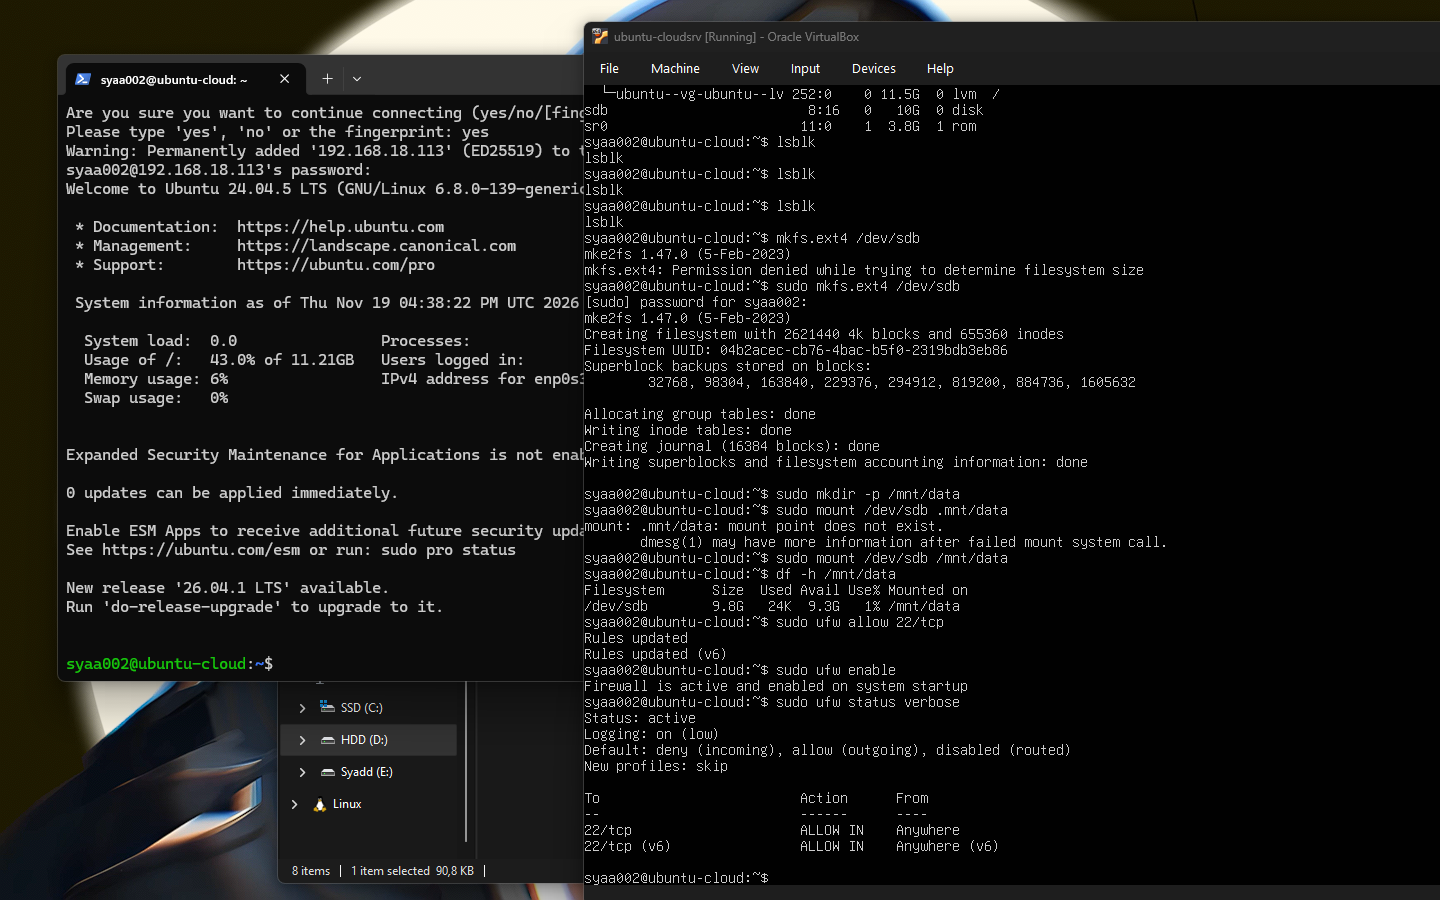 syaa002@ubuntu-cloud: ~
Are you sure you want to continue connecting (yes/no/[fing
Please type 'yes', 'no' or the fingerprint: yes
Warning: Permanently added '192.168.18.113' (ED25519) to t
syaa002@192.168.18.113's password:
Welcome to Ubuntu 24.04.5 LTS (GNU/Linux 6.8.0-139-generic
* Documentation:  https://help.ubuntu.com
* Management:     https://landscape.canonical.com
* Support:        https://ubuntu.com/pro
System information as of Thu Nov 19 04:38:22 PM UTC 2026
System load:  0.0                Processes:
Usage of /:   43.0% of 11.21GB   Users logged in:
Memory usage: 6%                 IPv4 address for enp0s3
Swap usage:   0%
Expanded Security Maintenance for Applications is not enab
0 updates can be applied immediately.
Enable ESM Apps to receive additional future security upda
See https://ubuntu.com/esm or run: sudo pro status
New release '26.04.1 LTS' available.
Run 'do-release-upgrade' to upgrade to it.
syaa002@ubuntu-cloud:~$
SSD (C:)
HDD (D:)
Syadd (E:)
Linux
8 items | 1 item selected 90,8 KB |
ubuntu-cloudsrv [Running] - Oracle VirtualBox
File Machine View Input Devices Help
└─ubuntu--vg-ubuntu--lv 252:0    0 11.5G  0 lvm  /
sdb                         8:16   0   10G  0 disk
sr0                        11:0    1  3.8G  1 rom
syaa002@ubuntu-cloud:~$ lsblk
lsblk
syaa002@ubuntu-cloud:~$ lsblk
lsblk
syaa002@ubuntu-cloud:~$ lsblk
lsblk
syaa002@ubuntu-cloud:~$ mkfs.ext4 /dev/sdb
mke2fs 1.47.0 (5-Feb-2023)
mkfs.ext4: Permission denied while trying to determine filesystem size
syaa002@ubuntu-cloud:~$ sudo mkfs.ext4 /dev/sdb
[sudo] password for syaa002:
mke2fs 1.47.0 (5-Feb-2023)
Creating filesystem with 2621440 4k blocks and 655360 inodes
Filesystem UUID: 04b2acec-cb76-4bac-b5f0-2319bdb3eb86
Superblock backups stored on blocks:
32768, 98304, 163840, 229376, 294912, 819200, 884736, 1605632
Allocating group tables: done
Writing inode tables: done
Creating journal (16384 blocks): done
Writing superblocks and filesystem accounting information: done
syaa002@ubuntu-cloud:~$ sudo mkdir -p /mnt/data
syaa002@ubuntu-cloud:~$ sudo mount /dev/sdb .mnt/data
mount: .mnt/data: mount point does not exist.
dmesg(1) may have more information after failed mount system call.
syaa002@ubuntu-cloud:~$ sudo mount /dev/sdb /mnt/data
syaa002@ubuntu-cloud:~$ df -h /mnt/data
Filesystem      Size  Used Avail Use% Mounted on
/dev/sdb        9.8G   24K  9.3G   1% /mnt/data
syaa002@ubuntu-cloud:~$ sudo ufw allow 22/tcp
Rules updated
Rules updated (v6)
syaa002@ubuntu-cloud:~$ sudo ufw enable
Firewall is active and enabled on system startup
syaa002@ubuntu-cloud:~$ sudo ufw status verbose
Status: active
Logging: on (low)
Default: deny (incoming), allow (outgoing), disabled (routed)
New profiles: skip
To                         Action      From
--                         ------      ----
22/tcp                     ALLOW IN    Anywhere
22/tcp (v6)                ALLOW IN    Anywhere (v6)
syaa002@ubuntu-cloud:~$